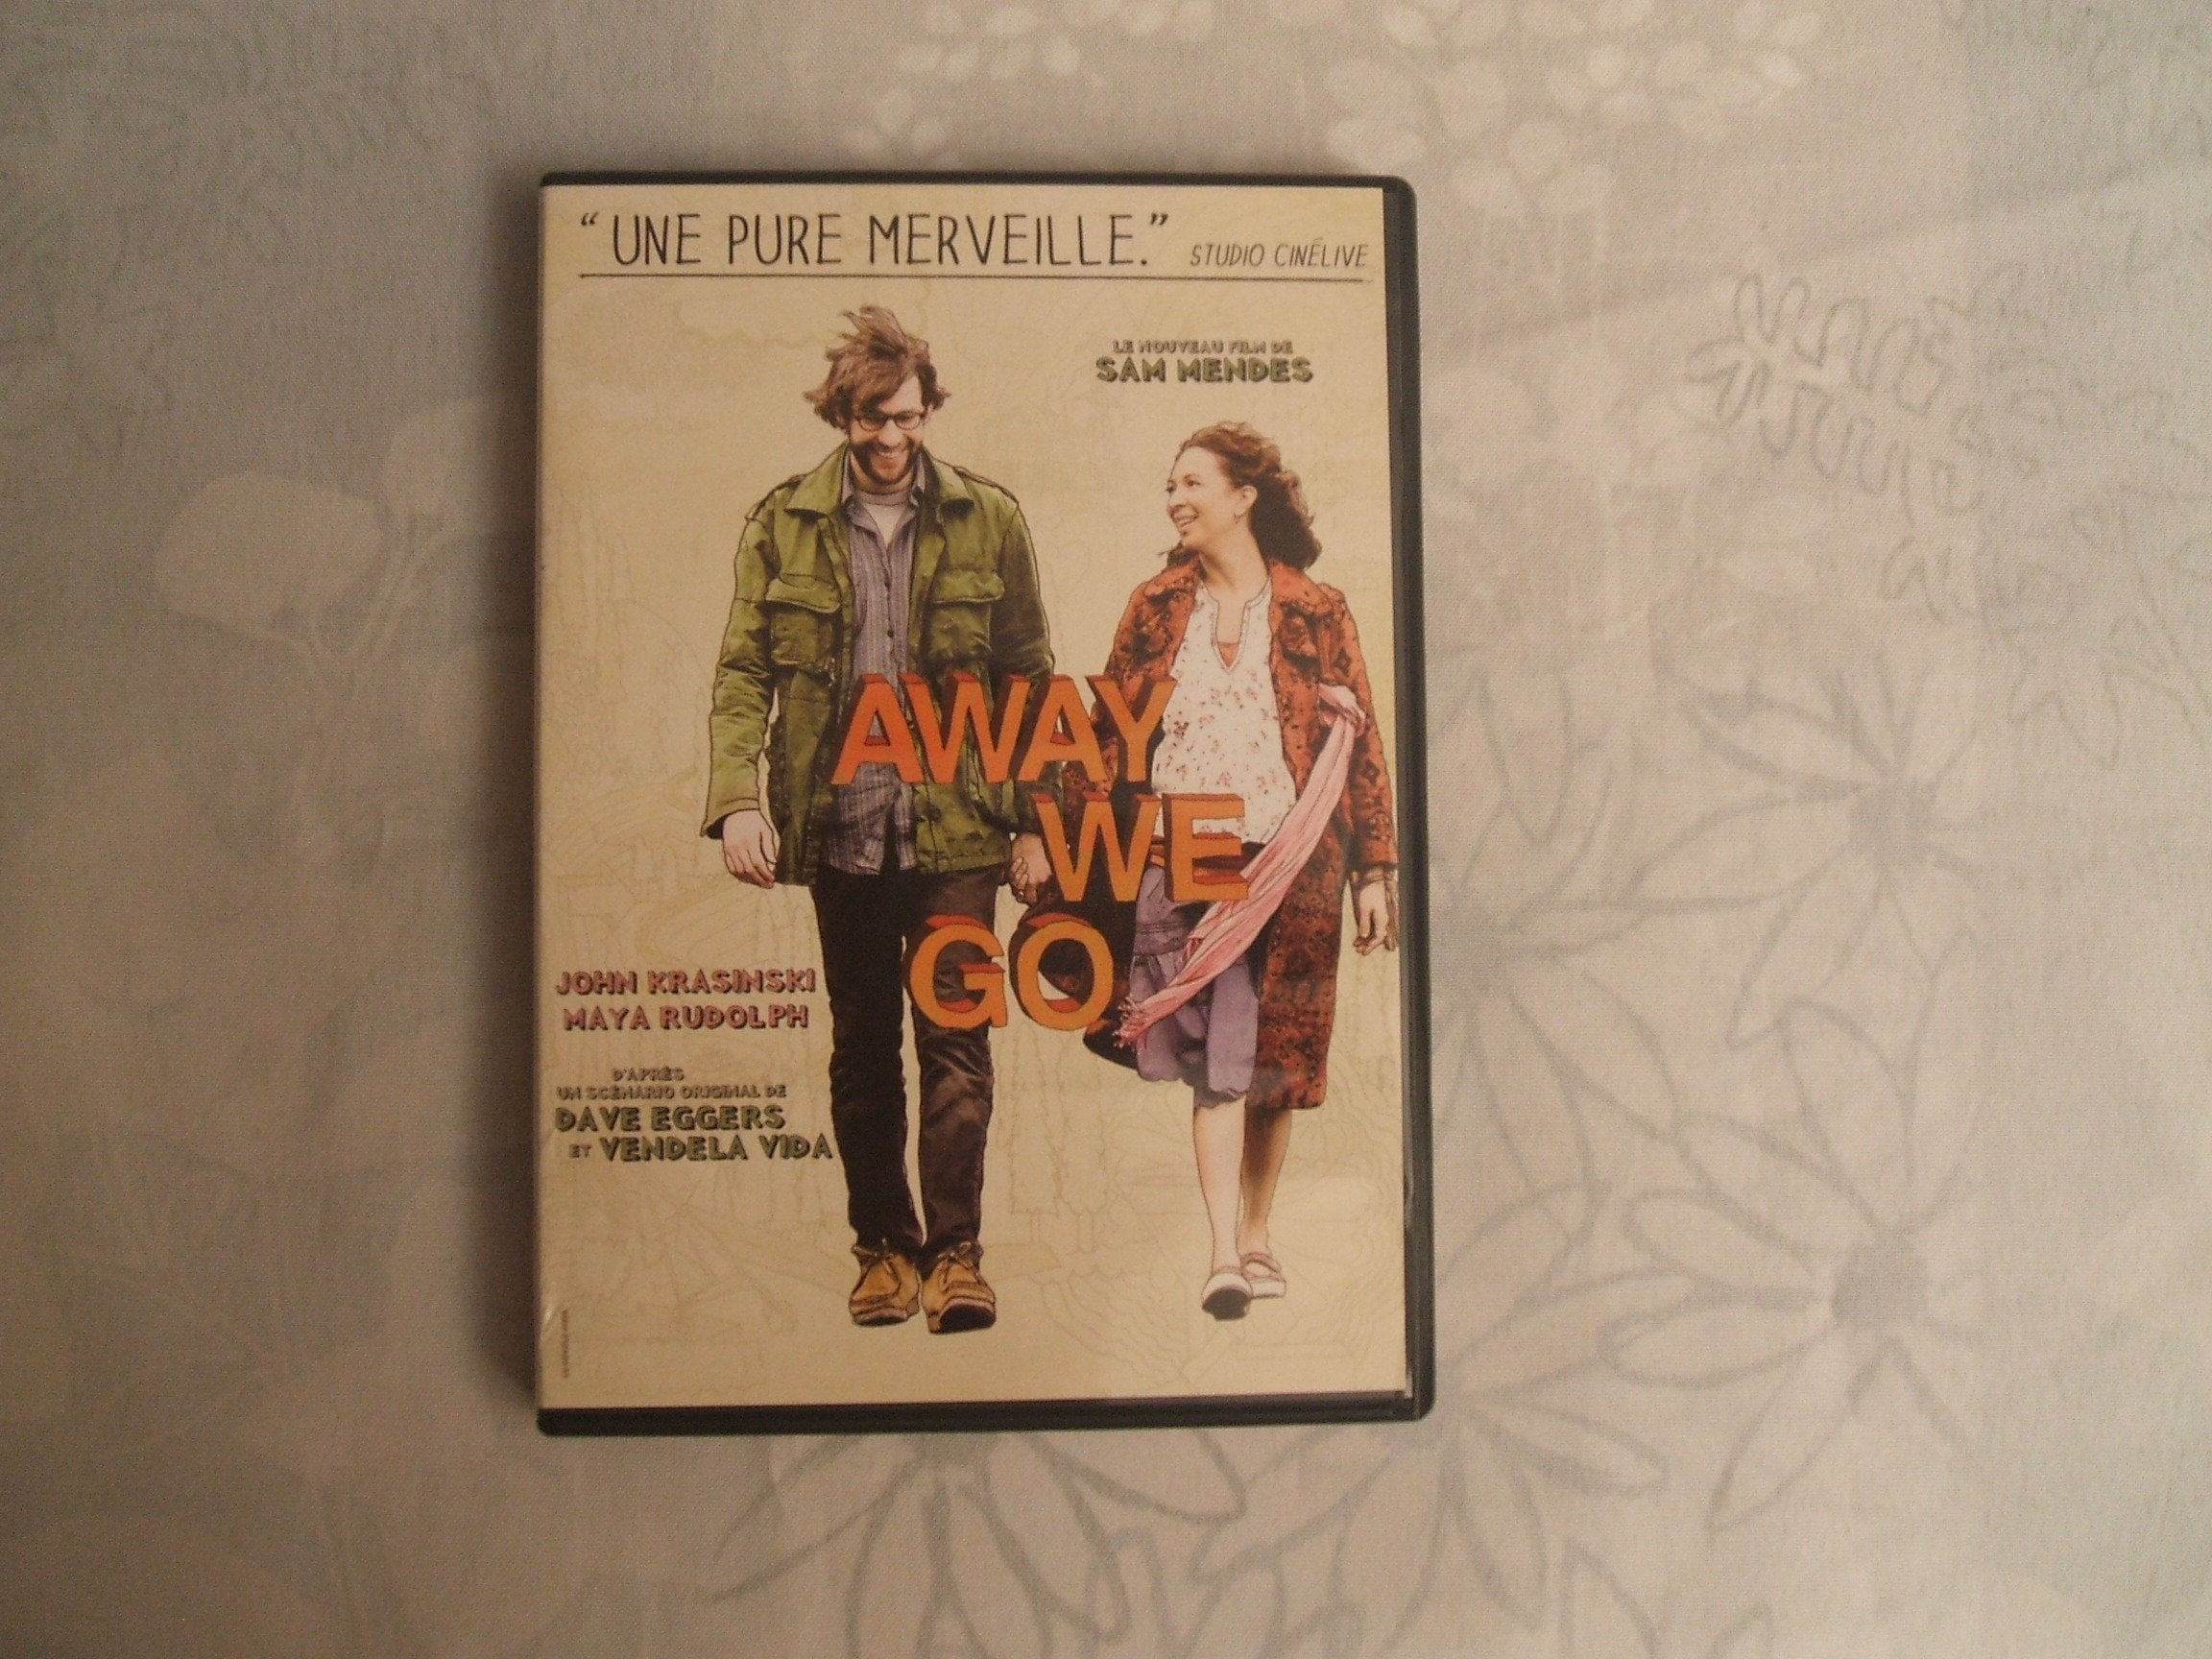 “UNE PURE MERVEILLE.” STUDIO CINÉLIVE
LE NOUVEAU FILM DE
SAM MENDES
AWAY
WE
GO
JOHN KRASINSKI
MAYA RUDOLPH
D'APRÈS
UN SCÉNARIO ORIGINAL DE
DAVE EGGERS
ET VENDELA VIDA